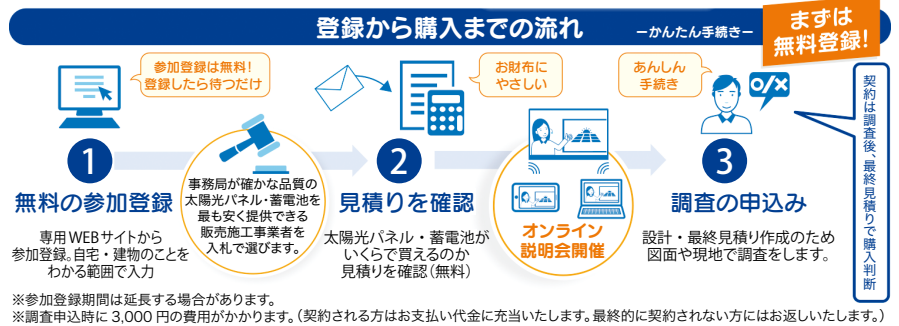 登録から購入までの流れ
ーかんたん手続きー
まずは
無料登録!
参加登録は無料!
登録したら待つだけ
お財布に
やさしい
あんしん
手続き
O/X
1
無料の参加登録
専用WEBサイトから
参加登録。自宅・建物のことを
わかる範囲で入力
事務局が確かな品質の
太陽光パネル・蓄電池を
最も安く提供できる
販売施工事業者を
入札で選びます。
2
見積りを確認
太陽光パネル・蓄電池が
いくらで買えるのか
見積りを確認(無料)
オンライン
説明会開催
3
調査の申込み
設計・最終見積り作成のため
図面や現地で調査をします。
契約は調査後、最終見積りで購入判断
※参加登録期間は延長する場合があります。
※調査申込時に3,000円の費用がかかります。(契約される方はお支払い代金に充当いたします。最終的に契約されない方にはお返しいたします。)